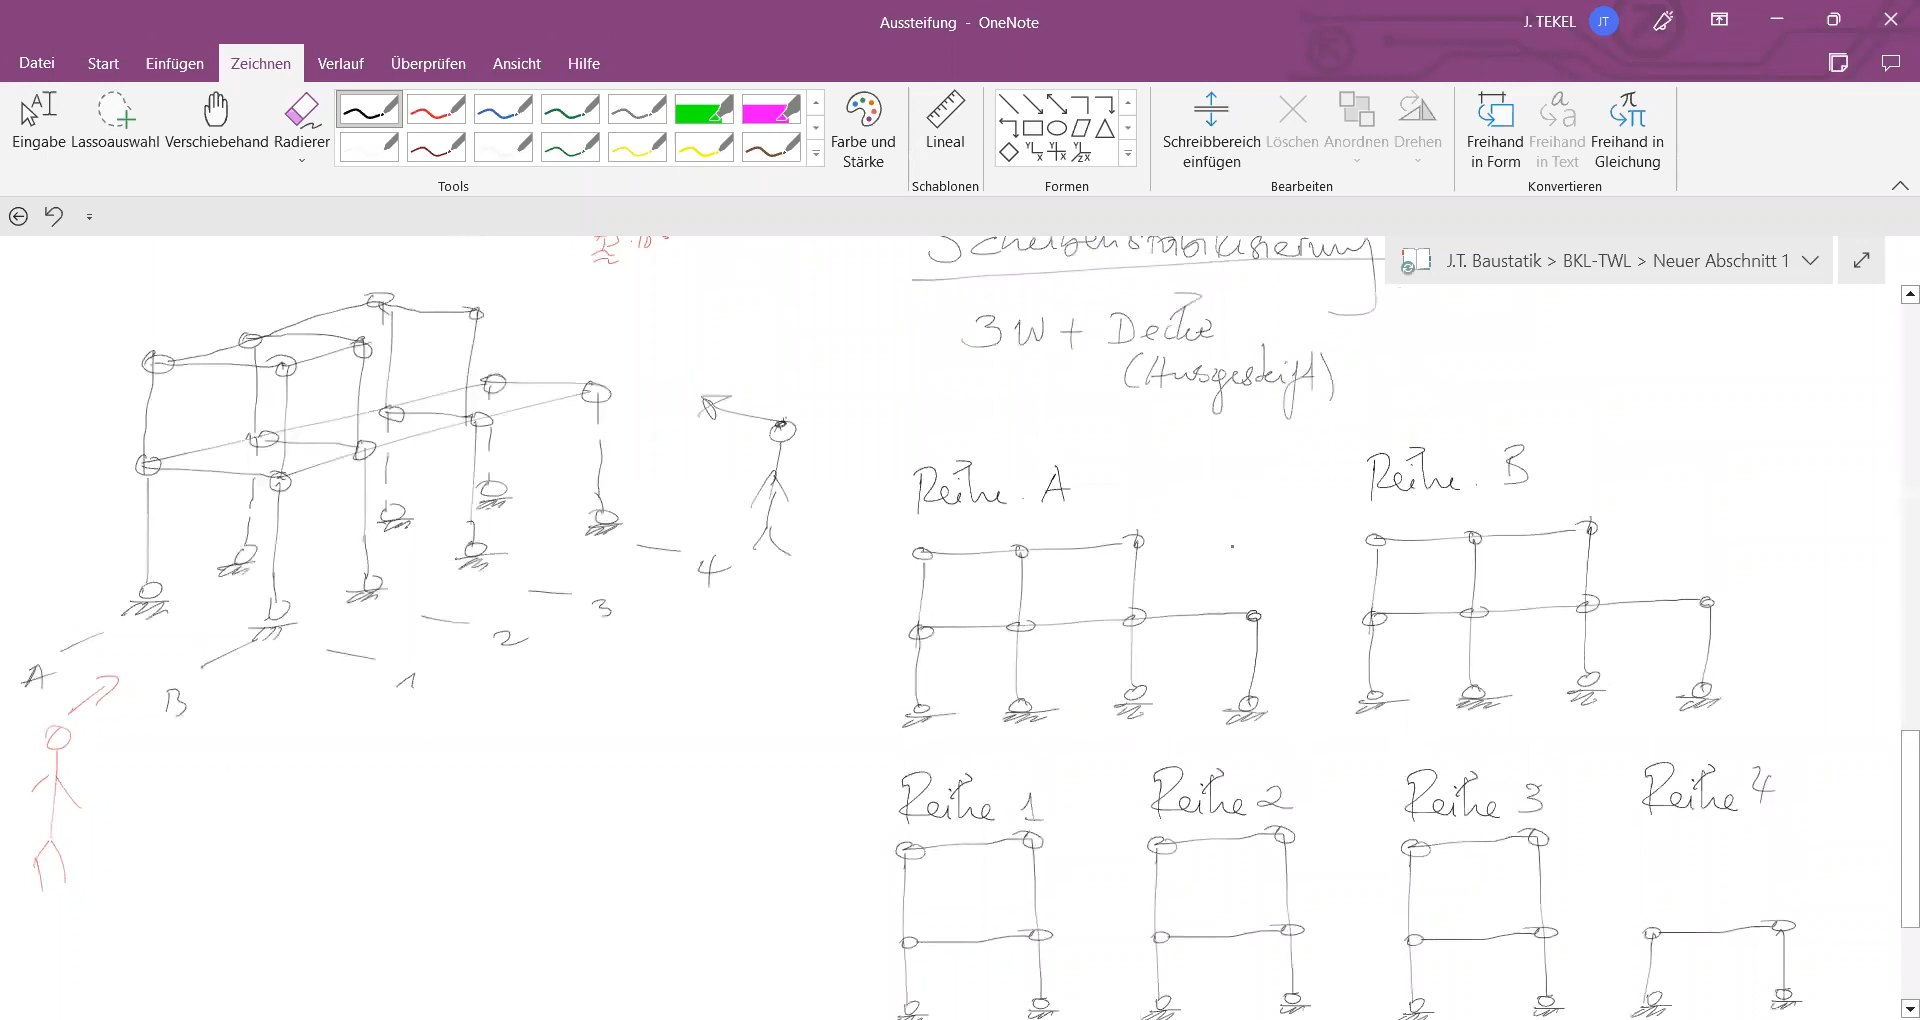 Aussteifung - OneNote
J. TEKEL
JT
Datei
Start
Einfügen
Zeichnen
Verlauf
Überprüfen
Ansicht
Hilfe
Eingabe
Lassoauswahl
Verschiebehand
Radierer
Farbe und
Stärke
Lineal
Schreibbereich
einfügen
Löschen
Anordnen
Drehen
Freihand
in Form
Freihand
in Text
Freihand in
Gleichung
Tools
Schablonen
Formen
Bearbeiten
Konvertieren
J.T. Baustatik > BKL-TWL > Neuer Abschnitt 1
Scheibenstabilisierung
3W + Decke
(Ausgesteift)
Reihe. A
Reihe. B
4
3
2
1
A
B
Reihe 1
Reihe 2
Reihe 3
Reihe 4